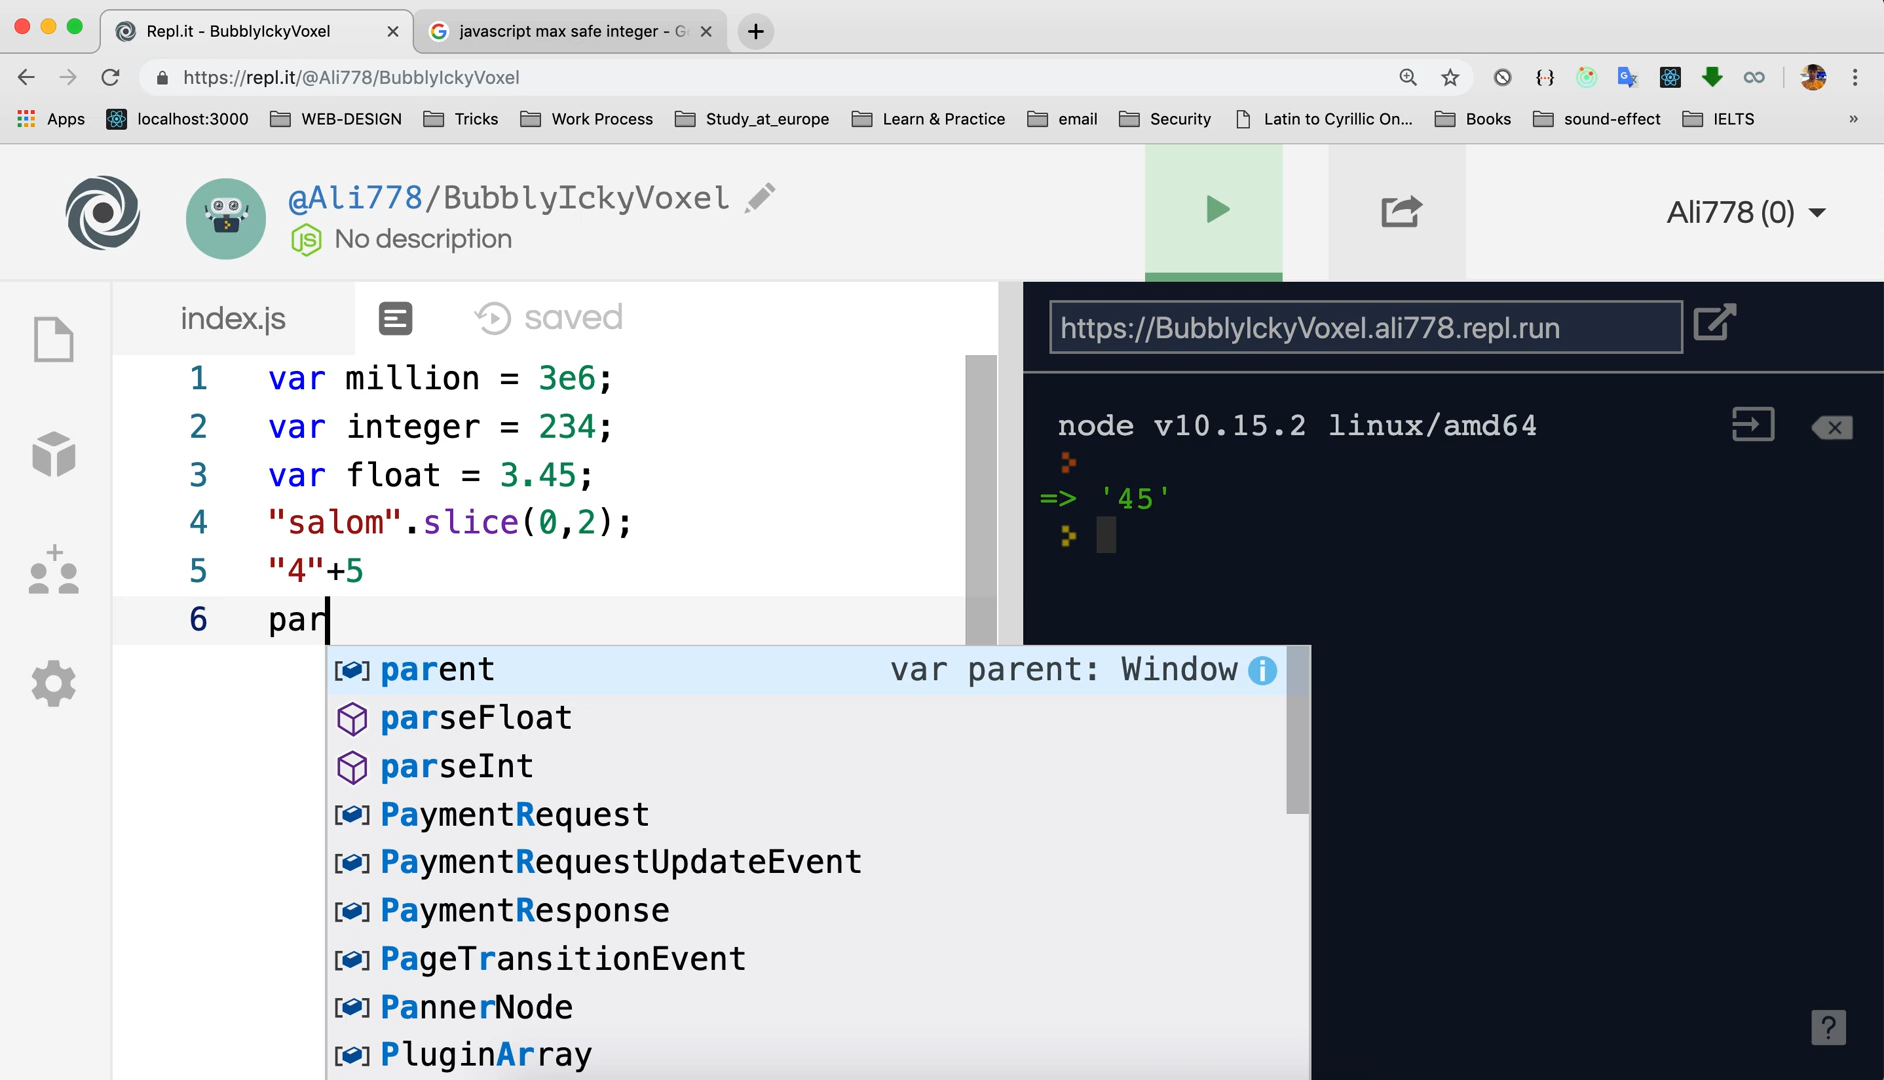 Repl.it - BubblyIckyVoxel
javascript max safe integer - G
https://repl.it/@Ali778/BubblyIckyVoxel
Apps localhost:3000 WEB-DESIGN Tricks Work Process Study_at_europe Learn & Practice email Security Latin to Cyrillic On... Books sound-effect IELTS »
@Ali778/BubblyIckyVoxel
No description
Ali778 (0)
index.js
saved
1 var million = 3e6;
2 var integer = 234;
3 var float = 3.45;
4 "salom".slice(0,2);
5 "4"+5
6 par
parent var parent: Window
parseFloat
parseInt
PaymentRequest
PaymentRequestUpdateEvent
PaymentResponse
PageTransitionEvent
PannerNode
PluginArray
https://BubblyIckyVoxel.ali778.repl.run
node v10.15.2 linux/amd64
=> '45'
?